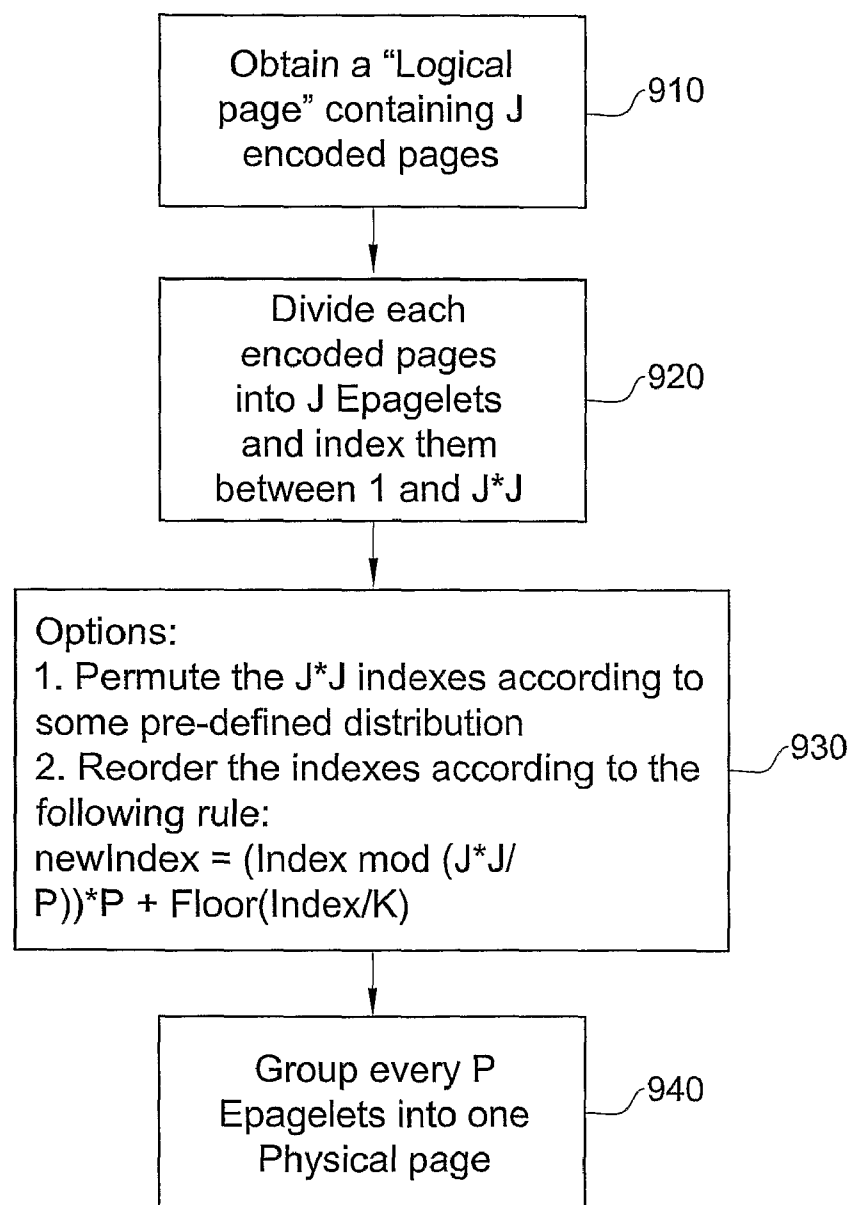 Obtain a “Logical
page” containing J
encoded pages
910
Divide each
encoded pages
into J Epagelets
and index them
between 1 and J*J
920
Options:
1. Permute the J*J indexes according to
some pre-defined distribution
2. Reorder the indexes according to the
following rule:
newIndex = (Index mod (J*J/
P))*P + Floor(Index/K)
930
Group every P
Epagelets into one
Physical page
940